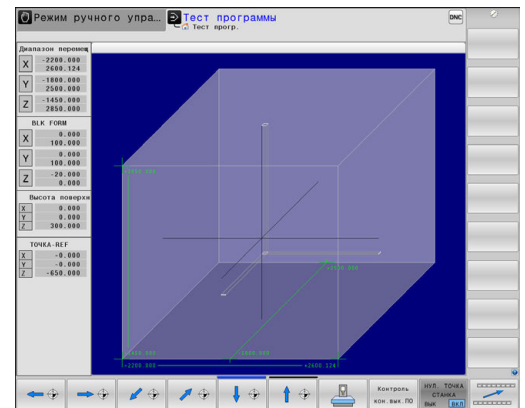 Режим ручного упра…
Тест программы
Тест прогр.
DNC
Диапазон перемещ
X -2200.000
2600.124
Y -1800.000
2500.000
Z -1450.000
2850.000
BLK FORM
X 0.000
100.000
Y 0.000
100.000
Z -20.000
0.000
Высота поверхн
X 0.000
Y 0.000
Z 300.000
ТОЧКА-REF
X -0.000
Y -0.000
Z -650.000
-1800.000
-2200.000
+2600.124
Контроль
кон.вык.ПО
НУЛ. ТОЧКА
СТАНКА
ВЫК ВКЛ